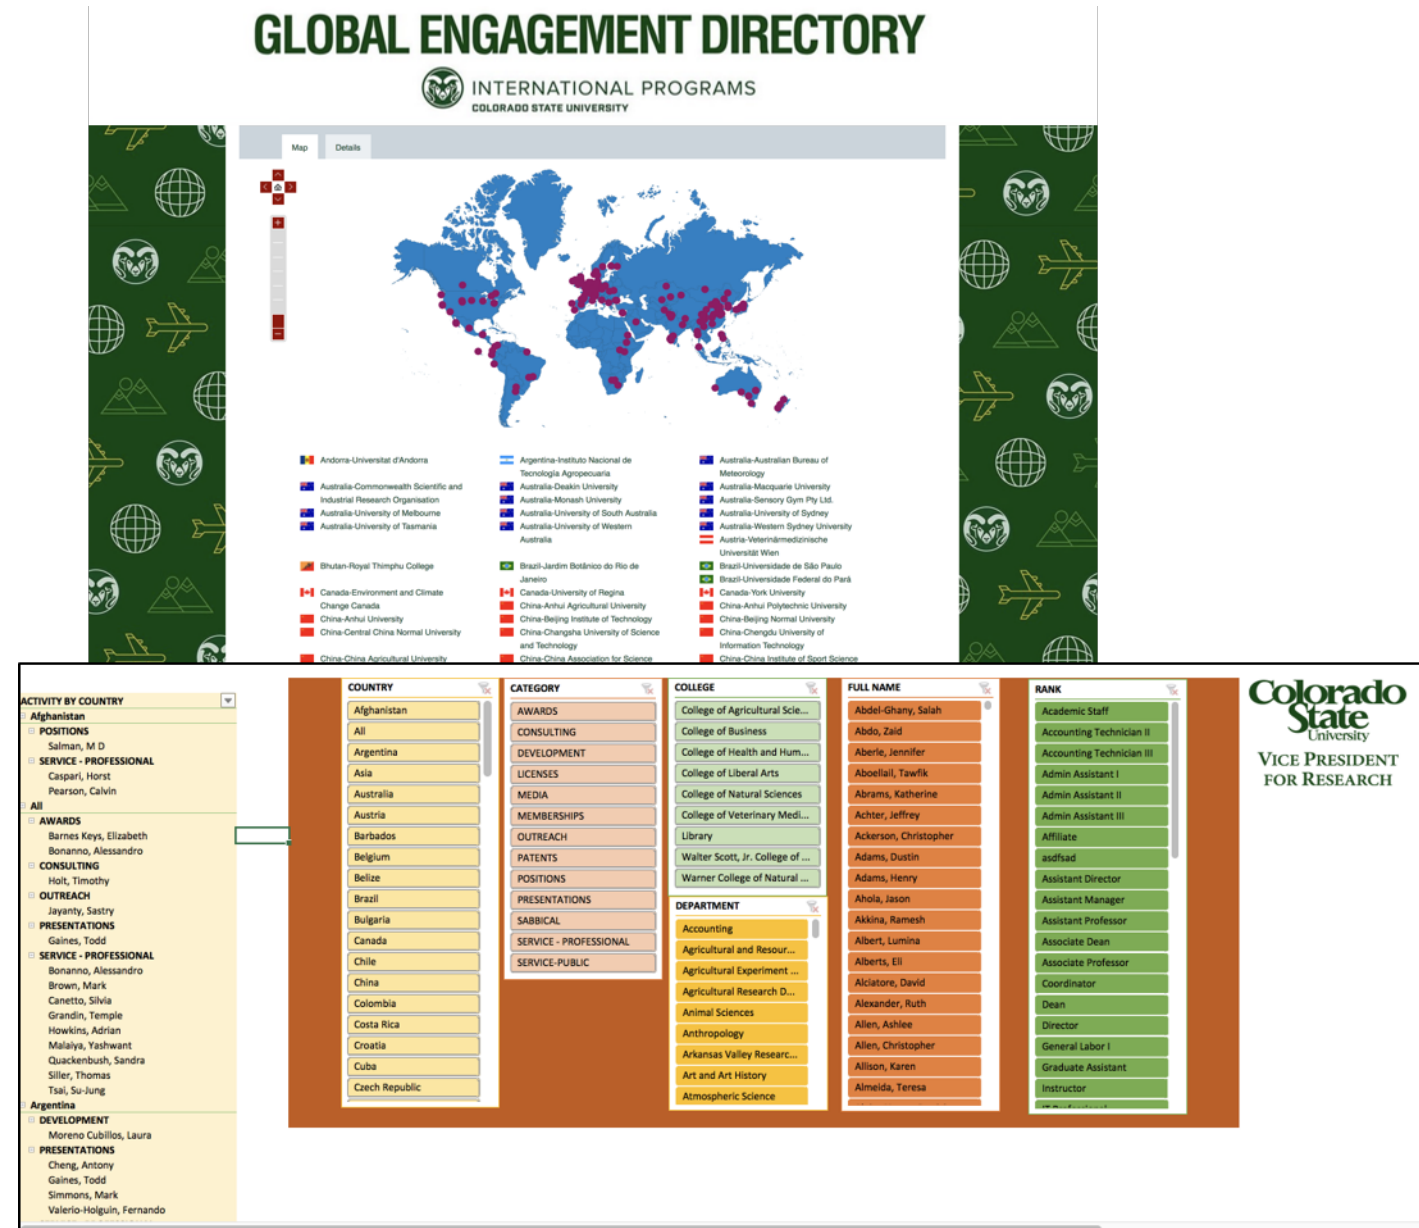 GLOBAL ENGAGEMENT DIRECTORY
INTERNATIONAL PROGRAMS
COLORADO STATE UNIVERSITY
Map
Details
Andorra-Universitat d'Andorra
Argentina-Instituto Nacional de
Tecnología Agropecuaria
Australia-Australian Bureau of
Meteorology
Australia-Commonwealth Scientific and
Industrial Research Organisation
Australia-Deakin University
Australia-Macquarie University
Australia-Monash University
Australia-Sensory Gym Pty Ltd.
Australia-University of Melbourne
Australia-University of South Australia
Australia-University of Sydney
Australia-University of Tasmania
Australia-University of Western
Australia
Australia-Western Sydney University
Austria-Veterinärmedizinische
Universität Wien
Bhutan-Royal Thimphu College
Brazil-Jardim Botânico do Rio de
Janeiro
Brazil-Universidade de São Paulo
Brazil-Universidade Federal do Pará
Canada-Environment and Climate
Change Canada
Canada-University of Regina
Canada-York University
China-Anhui Agricultural University
China-Anhui Polytechnic University
China-Anhui University
China-Beijing Institute of Technology
China-Beijing Normal University
China-Central China Normal University
China-Changsha University of Science
and Technology
China-Chengdu University of
Information Technology
China-China Agricultural University
China-China Association for Science
China-China Institute of Sport Science
ACTIVITY BY COUNTRY
Afghanistan
POSITIONS
Salman, M D
SERVICE - PROFESSIONAL
Caspari, Horst
Pearson, Calvin
All
AWARDS
Barnes Keys, Elizabeth
Bonanno, Alessandro
CONSULTING
Holt, Timothy
OUTREACH
Jayanty, Sastry
PRESENTATIONS
Gaines, Todd
SERVICE - PROFESSIONAL
Bonanno, Alessandro
Brown, Mark
Canetto, Silvia
Grandin, Temple
Howkins, Adrian
Malaiya, Yashwant
Quackenbush, Sandra
Siller, Thomas
Tsai, Su-Jung
Argentina
DEVELOPMENT
Moreno Cubillos, Laura
PRESENTATIONS
Cheng, Antony
Gaines, Todd
Simmons, Mark
Valerio-Holguin, Fernando
COUNTRY
Afghanistan
All
Argentina
Asia
Australia
Austria
Barbados
Belgium
Belize
Brazil
Bulgaria
Canada
Chile
China
Colombia
Costa Rica
Croatia
Cuba
Czech Republic
CATEGORY
AWARDS
CONSULTING
DEVELOPMENT
LICENSES
MEDIA
MEMBERSHIPS
OUTREACH
PATENTS
POSITIONS
PRESENTATIONS
SABBICAL
SERVICE - PROFESSIONAL
SERVICE-PUBLIC
COLLEGE
College of Agricultural Scie...
College of Business
College of Health and Hum...
College of Liberal Arts
College of Natural Sciences
College of Veterinary Medi...
Library
Walter Scott, Jr. College of ...
Warner College of Natural ...
DEPARTMENT
Accounting
Agricultural and Resour...
Agricultural Experiment ...
Agricultural Research D...
Animal Sciences
Anthropology
Arkansas Valley Researc...
Art and Art History
Atmospheric Science
FULL NAME
Abdel-Ghany, Salah
Abdo, Zaid
Aberle, Jennifer
Aboellail, Tawfik
Abrams, Katherine
Achter, Jeffrey
Ackerson, Christopher
Adams, Dustin
Adams, Henry
Ahola, Jason
Akkina, Ramesh
Albert, Lumina
Alberts, Eli
Alciatore, David
Alexander, Ruth
Allen, Ashlee
Allen, Christopher
Allison, Karen
Almeida, Teresa
RANK
Academic Staff
Accounting Technician II
Accounting Technician III
Admin Assistant I
Admin Assistant II
Admin Assistant III
Affiliate
asdfsad
Assistant Director
Assistant Manager
Assistant Professor
Associate Dean
Associate Professor
Coordinator
Dean
Director
General Labor I
Graduate Assistant
Instructor
Colorado
State
University
VICE PRESIDENT
FOR RESEARCH